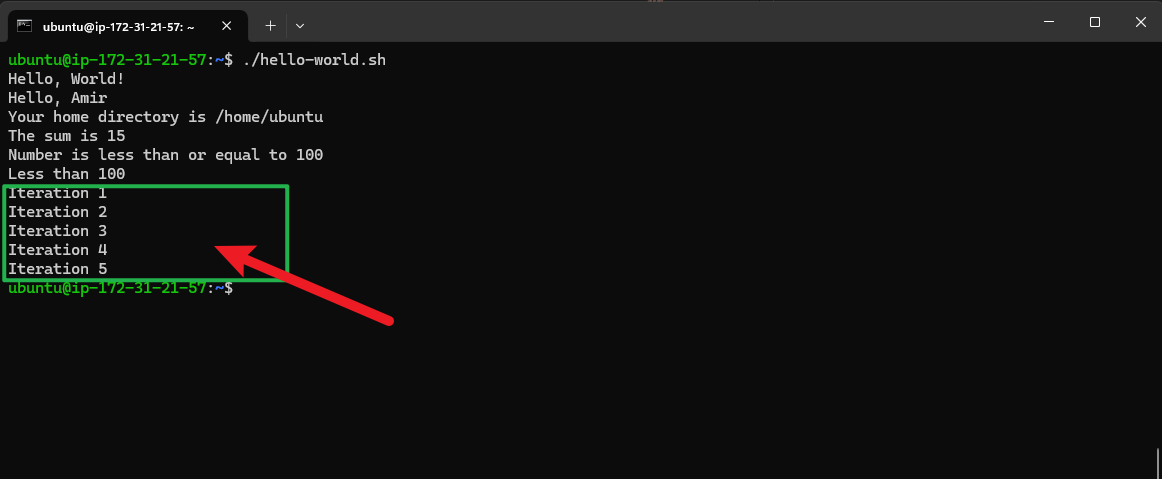 ubuntu@ip-172-31-21-57: ~
ubuntu@ip-172-31-21-57:~$ ./hello-world.sh
Hello, World!
Hello, Amir
Your home directory is /home/ubuntu
The sum is 15
Number is less than or equal to 100
Less than 100
Iteration 1
Iteration 2
Iteration 3
Iteration 4
Iteration 5
ubuntu@ip-172-31-21-57:~$